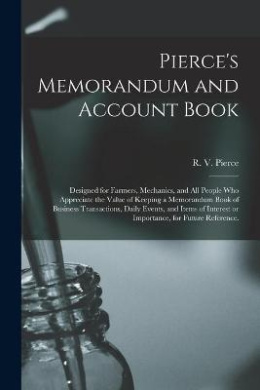 Pierce's
Memorandum and
Account Book
R. V. Pierce
Designed for Farmers, Mechanics, and All People Who
Appreciate the Value of Keeping a Memorandum Book of
Business Transactions, Daily Events, and Items of Interest or
Importance, for Future Reference.